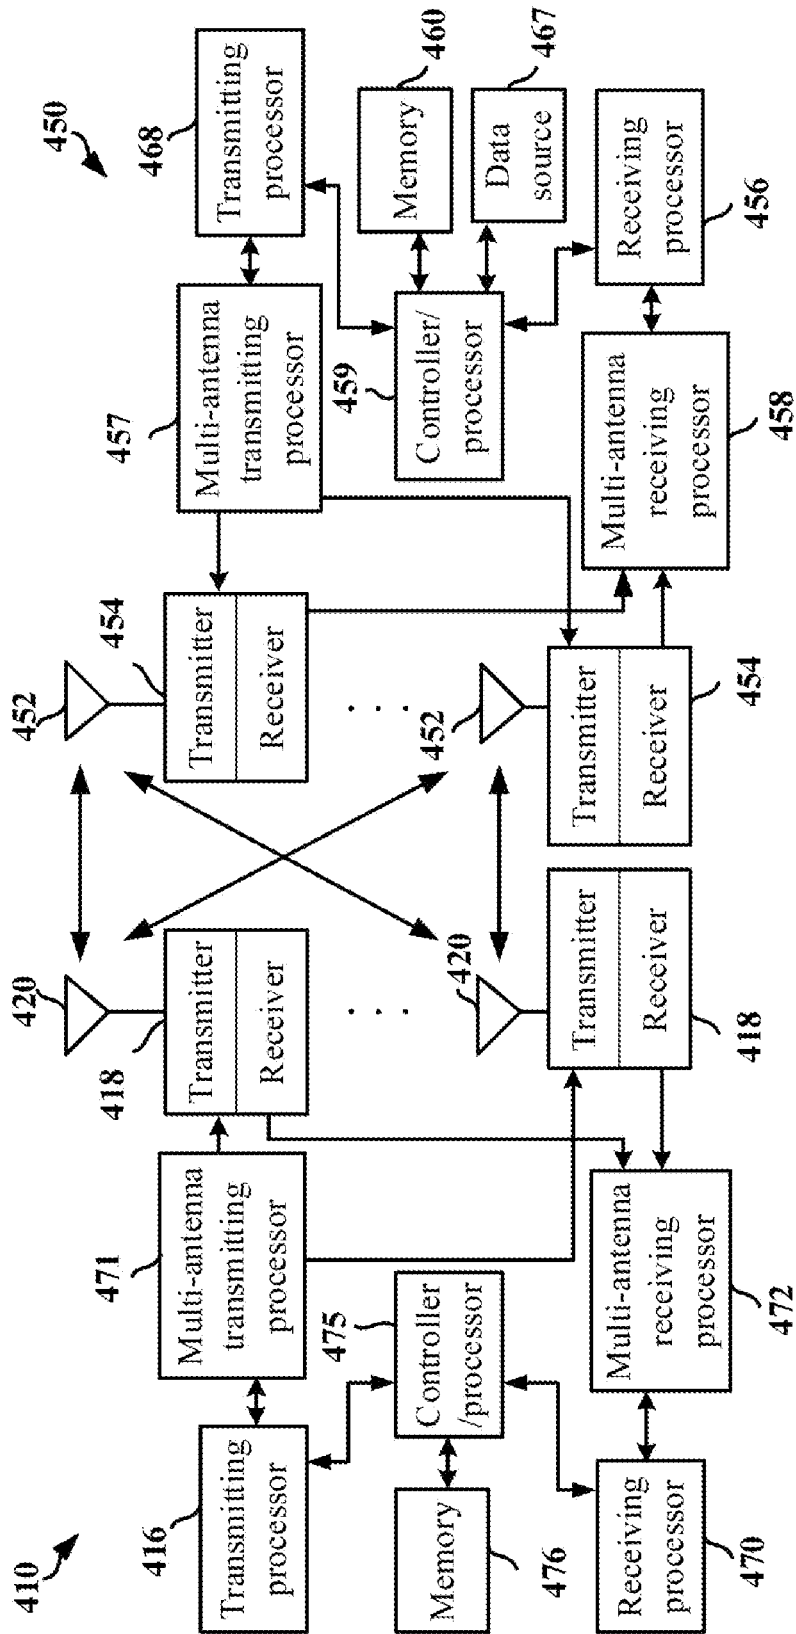 410
416
Transmitting
processor
471
Multi-antenna
transmitting
processor
420
418
Transmitter
Receiver
452
454
Transmitter
Receiver
457
Multi-antenna
transmitting
processor
468
Transmitting
processor
450
Memory
476
475
Controller
/processor
. . .
. . .
459
Controller/
processor
Memory
460
Data
source
467
Receiving
processor
470
Multi-antenna
receiving
processor
472
420
Transmitter
Receiver
418
452
Transmitter
Receiver
454
Multi-antenna
receiving
processor
458
Receiving
processor
456